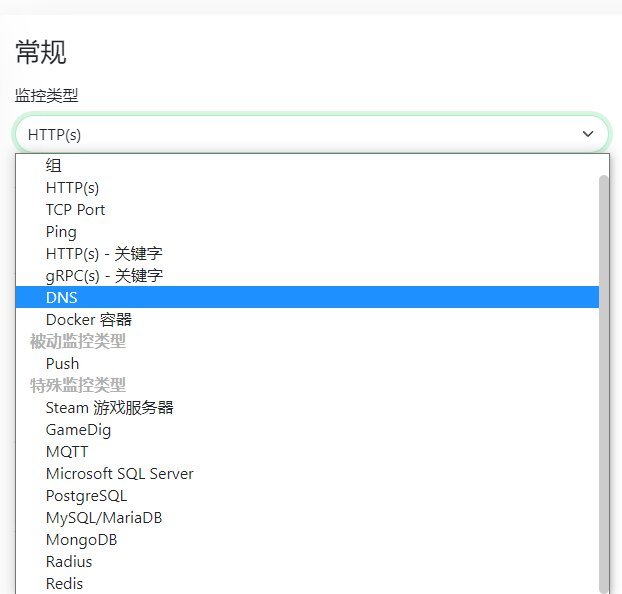 常规
监控类型
HTTP(s)
组
HTTP(s)
TCP Port
Ping
HTTP(s) - 关键字
gRPC(s) - 关键字
DNS
Docker 容器
被动监控类型
Push
特殊监控类型
Steam 游戏服务器
GameDig
MQTT
Microsoft SQL Server
PostgreSQL
MySQL/MariaDB
MongoDB
Radius
Redis